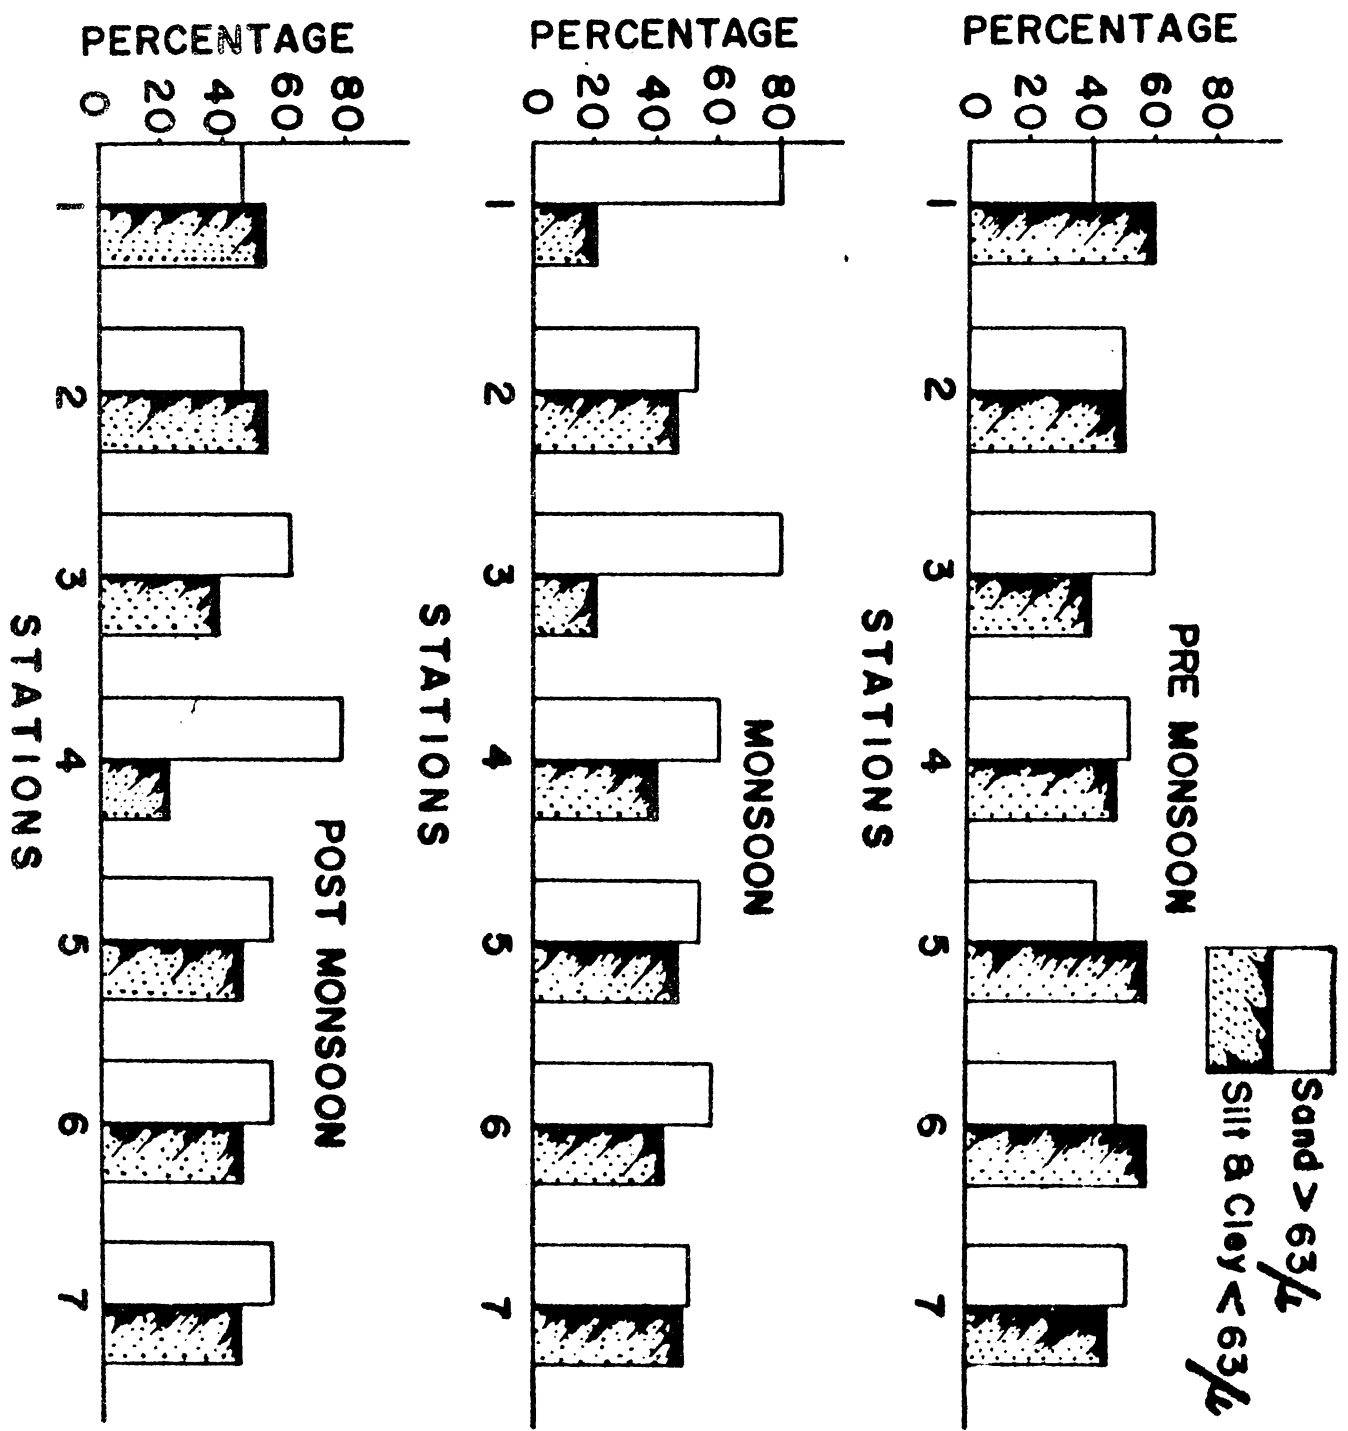 Sand > 63µ
Silt & Clay < 63µ
PERCENTAGE
80
60
40
20
0
1 2 3 4 5 6 7
PRE MONSOON
STATIONS
PERCENTAGE
80
60
40
20
0
1 2 3 4 5 6 7
MONSOON
STATIONS
PERCENTAGE
80
60
40
20
0
1 2 3 4 5 6 7
POST MONSOON
STATIONS